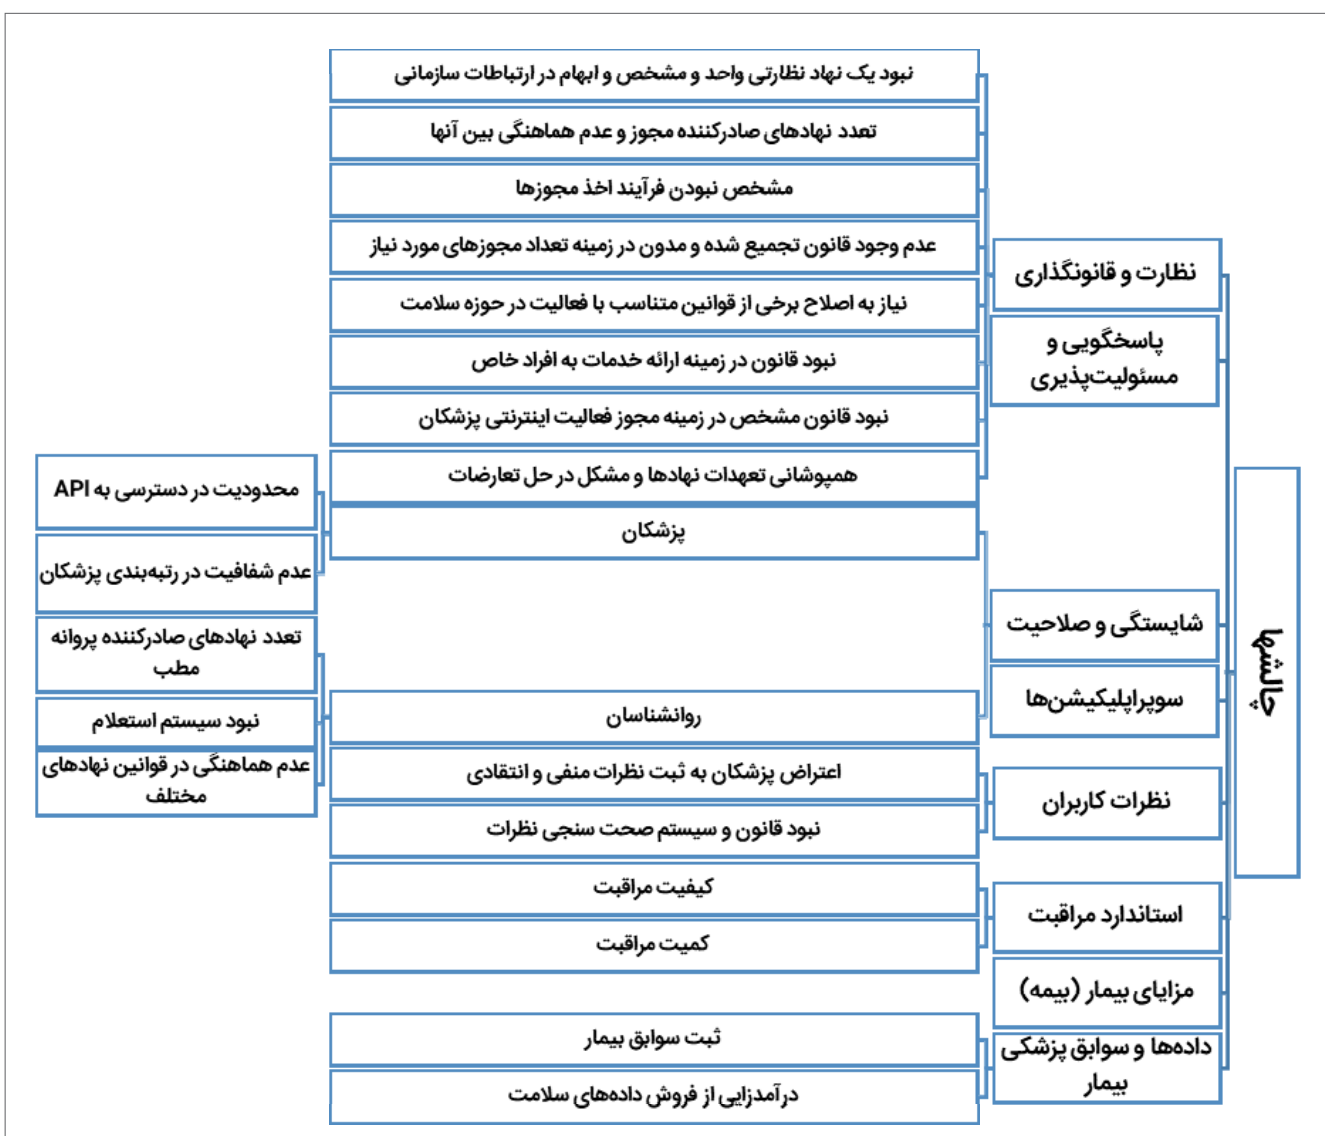 چالشها
نظارت و قانونگذاری
نبود یک نهاد نظارتی واحد و مشخص و ابهام در ارتباطات سازمانی
تعدد نهادهای صادرکننده مجوز و عدم هماهنگی بین آنها
مشخص نبودن فرآیند اخذ مجوزها
عدم وجود قانون تجمیع شده و مدون در زمینه تعداد مجوزهای مورد نیاز
نیاز به اصلاح برخی از قوانین متناسب با فعالیت در حوزه سلامت
نبود قانون در زمینه ارائه خدمات به افراد خاص
نبود قانون مشخص در زمینه مجوز فعالیت اینترنتی پزشکان
همپوشانی تعهدات نهادها و مشکل در حل تعارضات
پاسخگویی و
مسئولیت‌پذیری
شایستگی و صلاحیت
پزشکان
محدودیت در دسترسی به API
عدم شفافیت در رتبه‌بندی پزشکان
روانشناسان
تعدد نهادهای صادرکننده پروانه
مطب
نبود سیستم استعلام
عدم هماهنگی در قوانین نهادهای
مختلف
سوپراپلیکیشن‌ها
نظرات کاربران
اعتراض پزشکان به ثبت نظرات منفی و انتقادی
نبود قانون و سیستم صحت سنجی نظرات
استاندارد مراقبت
کیفیت مراقبت
کمیت مراقبت
مزایای بیمار (بیمه)
داده‌ها و سوابق پزشکی
بیمار
ثبت سوابق بیمار
درآمدزایی از فروش داده‌های سلامت